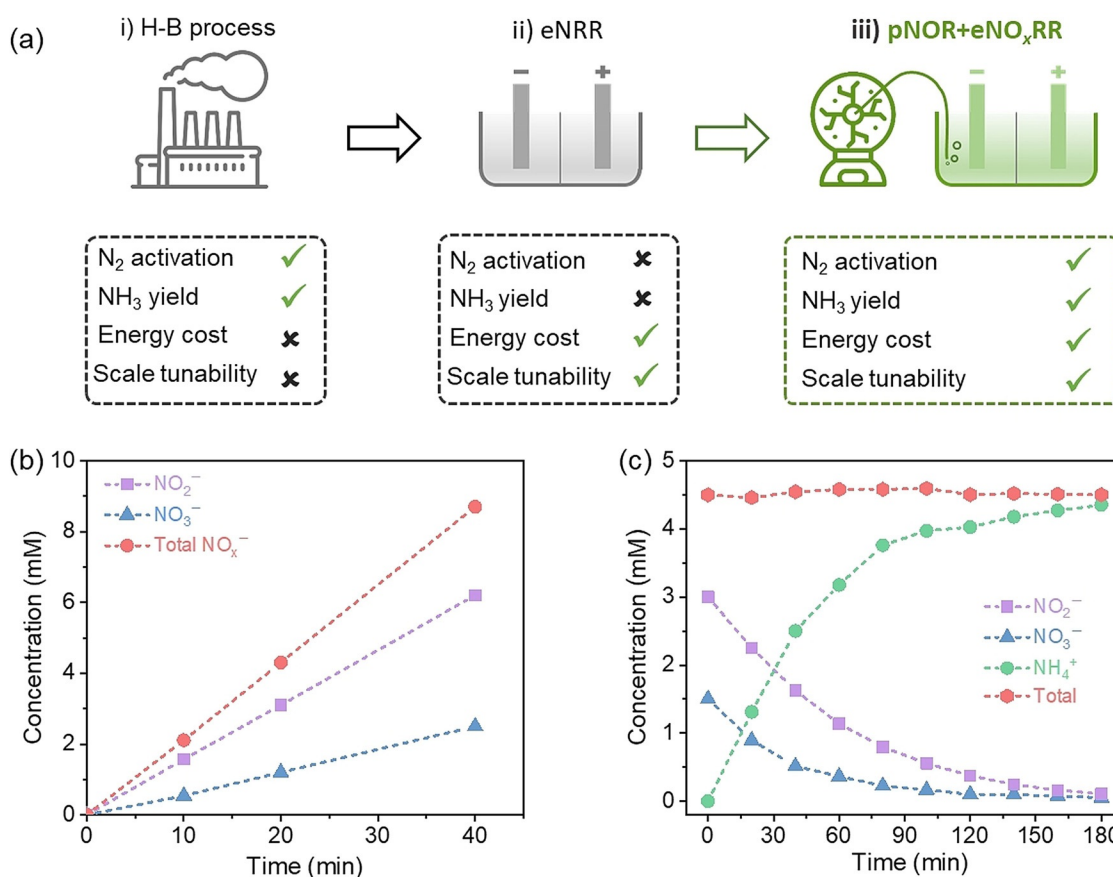 (a)
i) H-B process
ii) eNRR
iii) pNOR+eNOₓRR
− +
− +
N₂ activation ✓
NH₃ yield ✓
Energy cost ✘
Scale tunability ✘
N₂ activation ✘
NH₃ yield ✘
Energy cost ✓
Scale tunability ✓
N₂ activation ✓
NH₃ yield ✓
Energy cost ✓
Scale tunability ✓
(b)
10
8
6
4
2
0
Concentration (mM)
NO₂⁻
NO₃⁻
Total NOₓ⁻
0 10 20 30 40
Time (min)
(c)
5
4
3
2
1
0
Concentration (mM)
NO₂⁻
NO₃⁻
NH₄⁺
Total
0 30 60 90 120 150 180
Time (min)